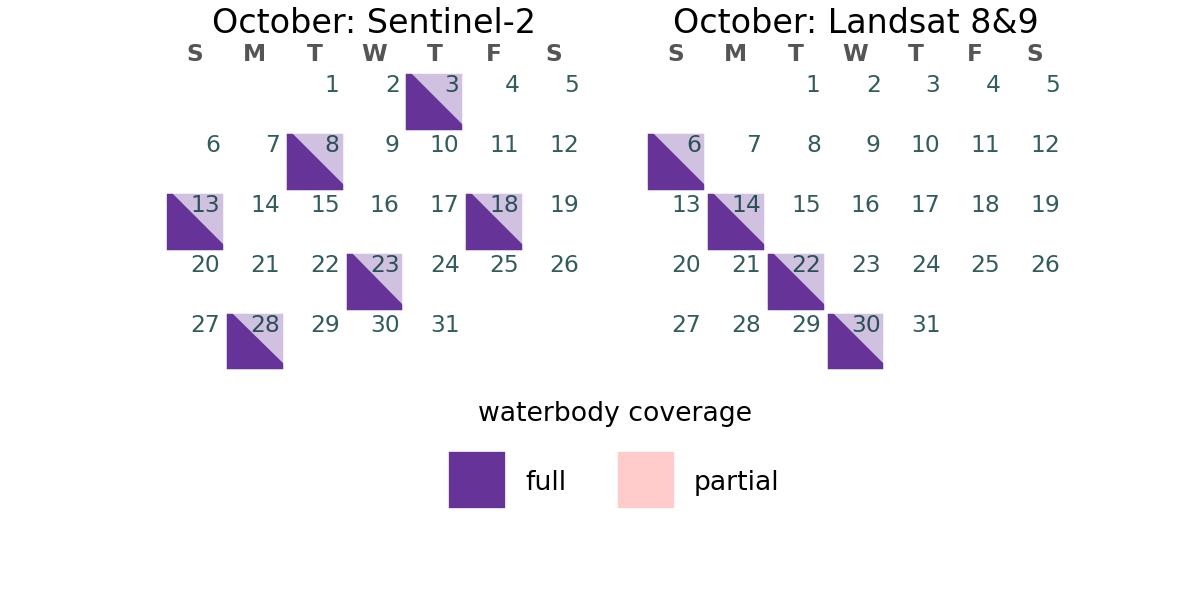 October: Sentinel-2
S M T W T F S
1 2 3 4 5
6 7 8 9 10 11 12
13 14 15 16 17 18 19
20 21 22 23 24 25 26
27 28 29 30 31
October: Landsat 8&9
S M T W T F S
1 2 3 4 5
6 7 8 9 10 11 12
13 14 15 16 17 18 19
20 21 22 23 24 25 26
27 28 29 30 31
waterbody coverage
full partial